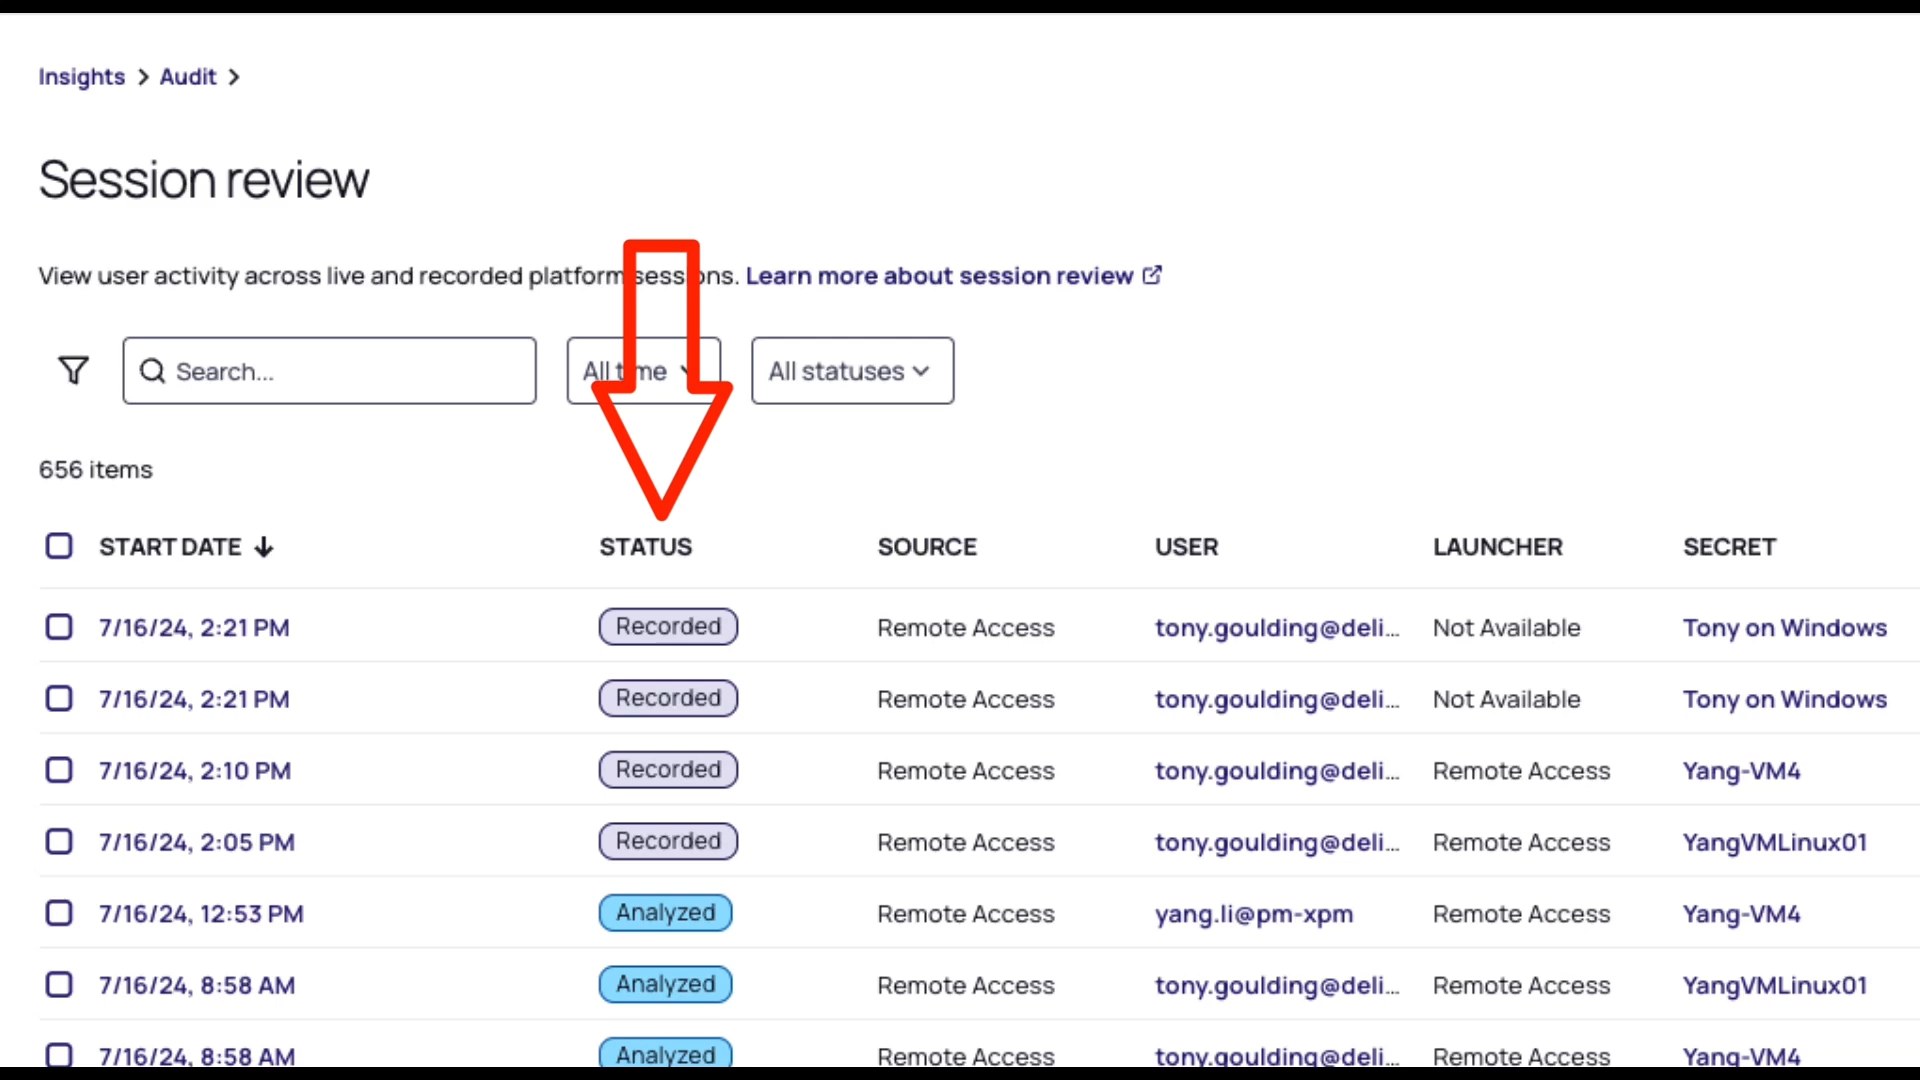 Insights > Audit >
Session review
View user activity across live and recorded platform sessions. Learn more about session review
Search... All time All statuses
656 items
START DATE STATUS SOURCE USER LAUNCHER SECRET
7/16/24, 2:21 PM Recorded Remote Access tony.goulding@deli... Not Available Tony on Windows
7/16/24, 2:21 PM Recorded Remote Access tony.goulding@deli... Not Available Tony on Windows
7/16/24, 2:10 PM Recorded Remote Access tony.goulding@deli... Remote Access Yang-VM4
7/16/24, 2:05 PM Recorded Remote Access tony.goulding@deli... Remote Access YangVMLinux01
7/16/24, 12:53 PM Analyzed Remote Access yang.li@pm-xpm Remote Access Yang-VM4
7/16/24, 8:58 AM Analyzed Remote Access tony.goulding@deli... Remote Access YangVMLinux01
7/16/24, 8:58 AM Analyzed Remote Access tony.goulding@deli... Remote Access Yang-VM4